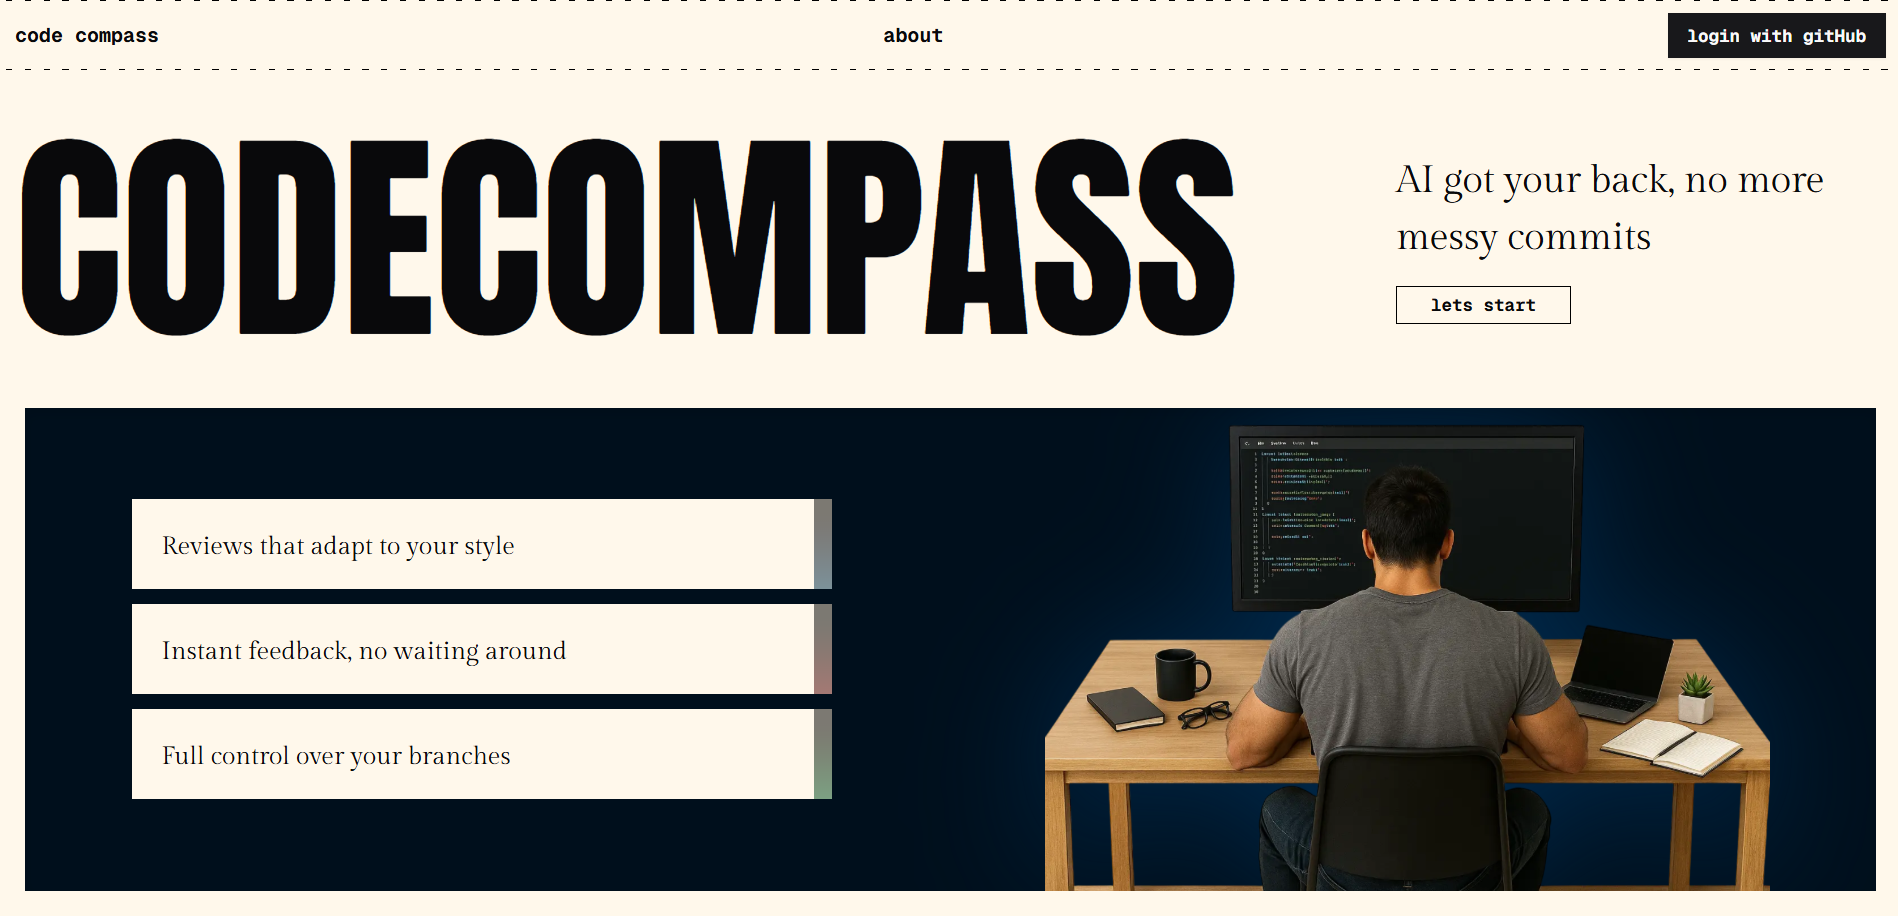 code compass
about
login with gitHub
CODECOMPASS
AI got your back, no more
messy commits
lets start
Reviews that adapt to your style
Instant feedback, no waiting around
Full control over your branches